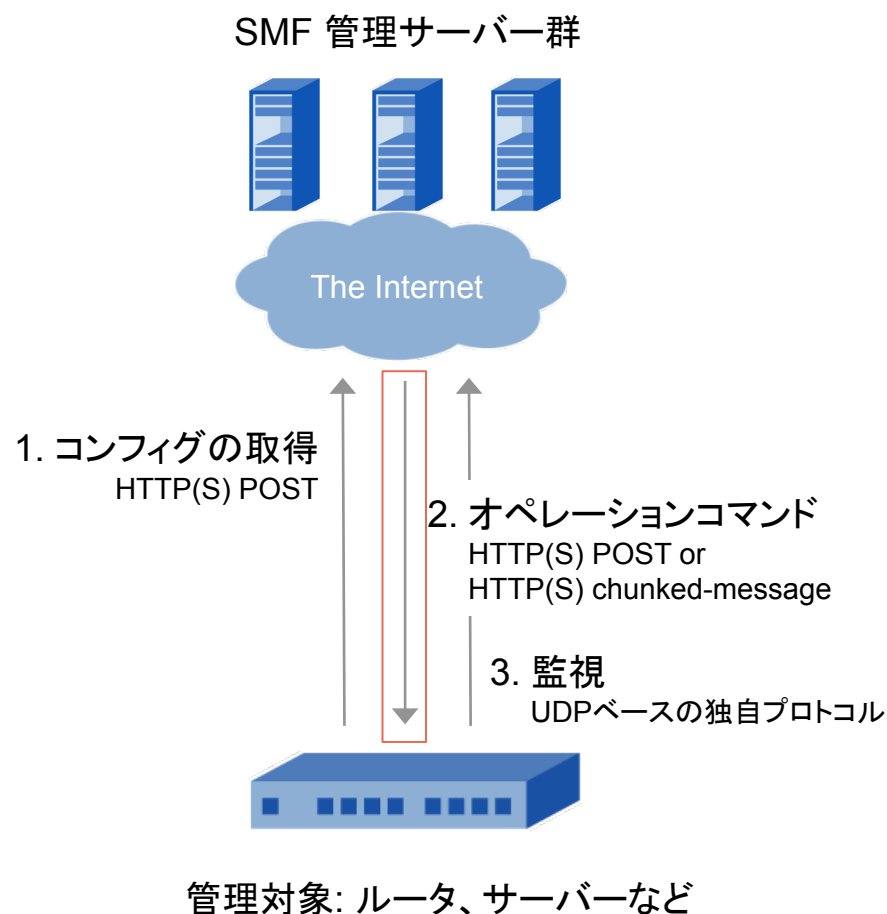 SMF 管理サーバー群
The Internet
1. コンフィグの取得
HTTP(S) POST
2. オペレーションコマンド
HTTP(S) POST or
HTTP(S) chunked-message
3. 監視
UDPベースの独自プロトコル
管理対象: ルータ、サーバーなど